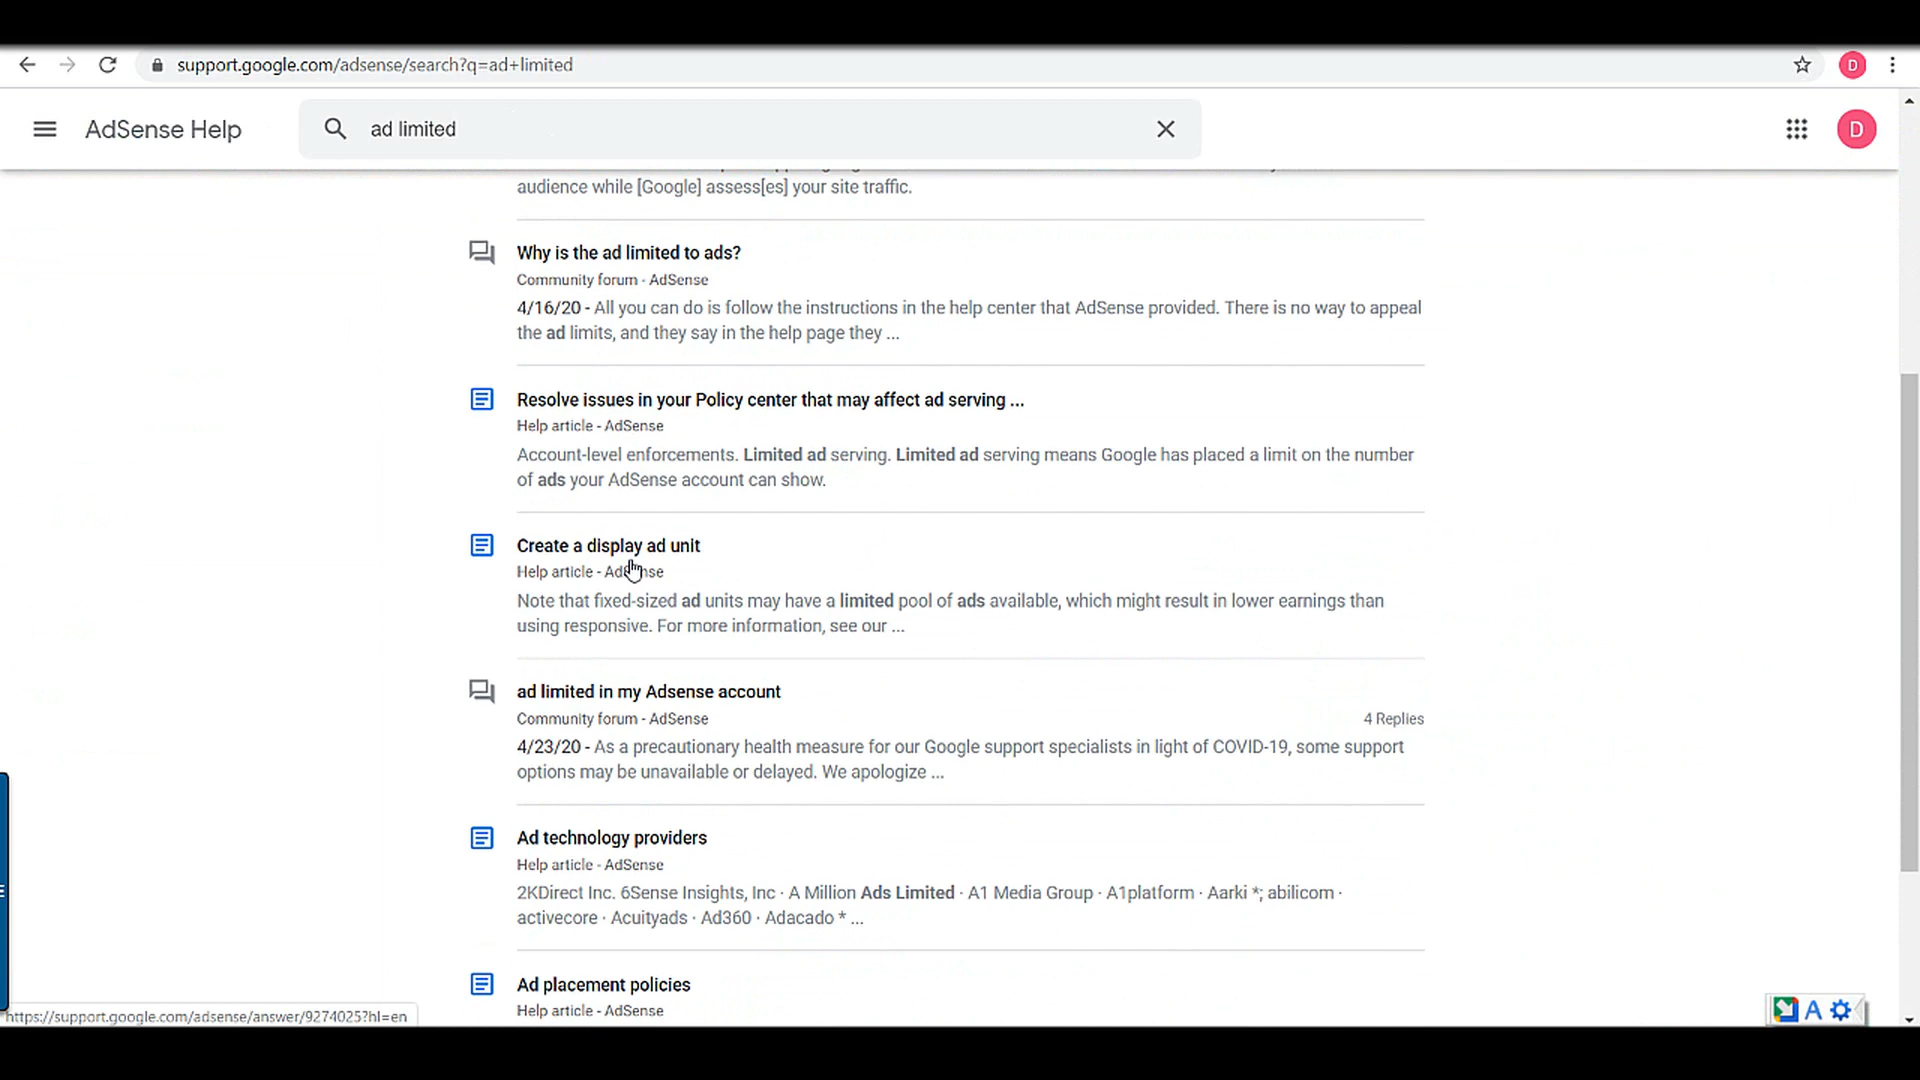 support.google.com/adsense/search?q=ad+limited
D
AdSense Help
ad limited
D
audience while [Google] assess[es] your site traffic.
Why is the ad limited to ads?
Community forum - AdSense
4/16/20 - All you can do is follow the instructions in the help center that AdSense provided. There is no way to appeal
the ad limits, and they say in the help page they ...
Resolve issues in your Policy center that may affect ad serving ...
Help article - AdSense
Account-level enforcements. Limited ad serving. Limited ad serving means Google has placed a limit on the number
of ads your AdSense account can show.
Create a display ad unit
Help article - AdSense
Note that fixed-sized ad units may have a limited pool of ads available, which might result in lower earnings than
using responsive. For more information, see our ...
ad limited in my Adsense account
Community forum - AdSense
4 Replies
4/23/20 - As a precautionary health measure for our Google support specialists in light of COVID-19, some support
options may be unavailable or delayed. We apologize ...
Ad technology providers
Help article - AdSense
2KDirect Inc. 6Sense Insights, Inc · A Million Ads Limited · A1 Media Group · A1platform · Aarki *; abilicom ·
activecore · Acuityads · Ad360 · Adacado * ...
Ad placement policies
Help article - AdSense
https://support.google.com/adsense/answer/9274025?hl=en
A